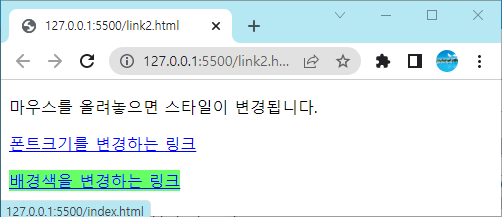 127.0.0.1:5500/link2.html
127.0.0.1:5500/link2.h...
마우스를 올려놓으면 스타일이 변경됩니다.
폰트크기를 변경하는 링크
배경색을 변경하는 링크
127.0.0.1:5500/index.html